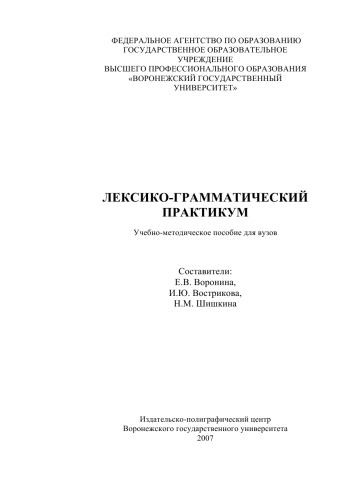 ФЕДЕРАЛЬНОЕ АГЕНТСТВО ПО ОБРАЗОВАНИЮ
ГОСУДАРСТВЕННОЕ ОБРАЗОВАТЕЛЬНОЕ
УЧРЕЖДЕНИЕ
ВЫСШЕГО ПРОФЕССИОНАЛЬНОГО ОБРАЗОВАНИЯ
«ВОРОНЕЖСКИЙ ГОСУДАРСТВЕННЫЙ
УНИВЕРСИТЕТ»
ЛЕКСИКО-ГРАММАТИЧЕСКИЙ
ПРАКТИКУМ
Учебно-методическое пособие для вузов
Составители:
Е.В. Воронина,
И.Ю. Вострикова,
Н.М. Шишкина
Издательско-полиграфический центр
Воронежского государственного университета
2007